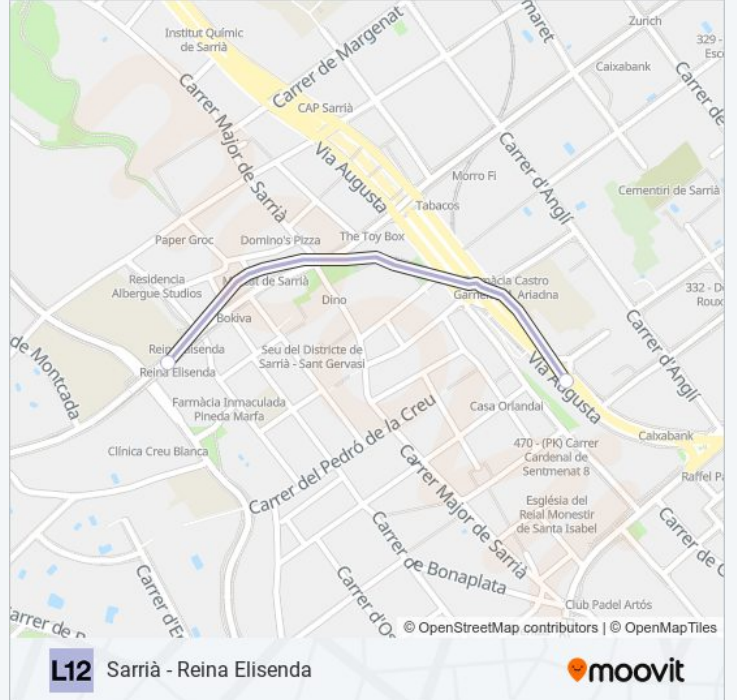 Institut Químic
de Sarrià
Carrer de Margenat
Zurich
329 -
Caixabank
CAP Sarrià
Carrer Major de Sarrià
Via Augusta
Carrer d'Anglí
Morro Fi
Cementiri de Sarrià
Tabacos
Paper Groc
Domino's Pizza
The Toy Box
Residencia
Albergue Studios
de Sarrià
Castro
Ariadna
332 - D
Roux
Dino
Bokiva
Reina Elisenda
Seu del Districte de
Sarrià - Sant Gervasi
Via Augusta
Carrer d'Anglí
de Montcada
Farmàcia Inmaculada
Pineda Marfa
Casa Orlandai
Caixabank
Clínica Creu Blanca
Carrer del Pedró de la Creu
470 - (PK) Carrer
Cardenal de
Sentmenat 8
Carrer Major de Sarrià
Raffel
Església del
Reial Monestir
de Santa Isabel
Carrer de Bonaplata
Club Padel Artós
© OpenStreetMap contributors | © OpenMapTiles
L12 Sarrià - Reina Elisenda
moovit